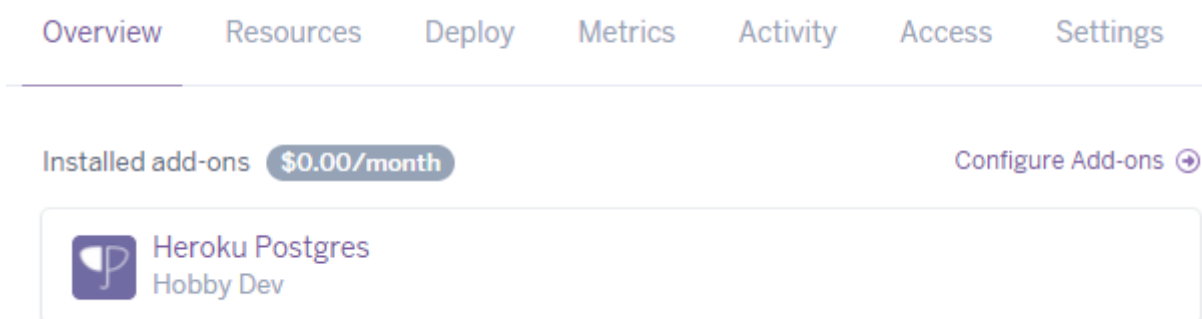 Overview Resources Deploy Metrics Activity Access Settings
Installed add-ons $0.00/month Configure Add-ons
Heroku Postgres
Hobby Dev